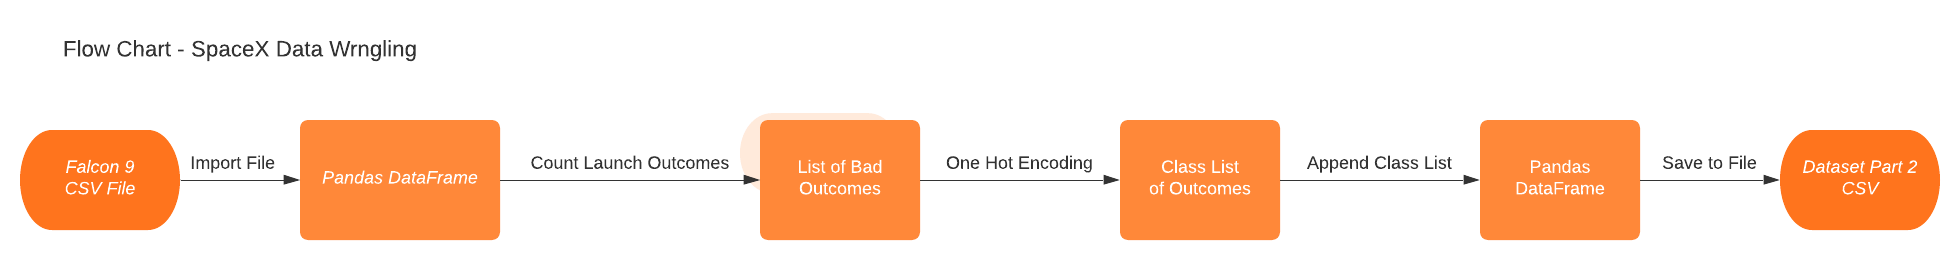 Flow Chart - SpaceX Data Wrngling
Falcon 9
CSV File
Import File
Pandas DataFrame
Count Launch Outcomes
List of Bad
Outcomes
One Hot Encoding
Class List
of Outcomes
Append Class List
Pandas
DataFrame
Save to File
Dataset Part 2
CSV